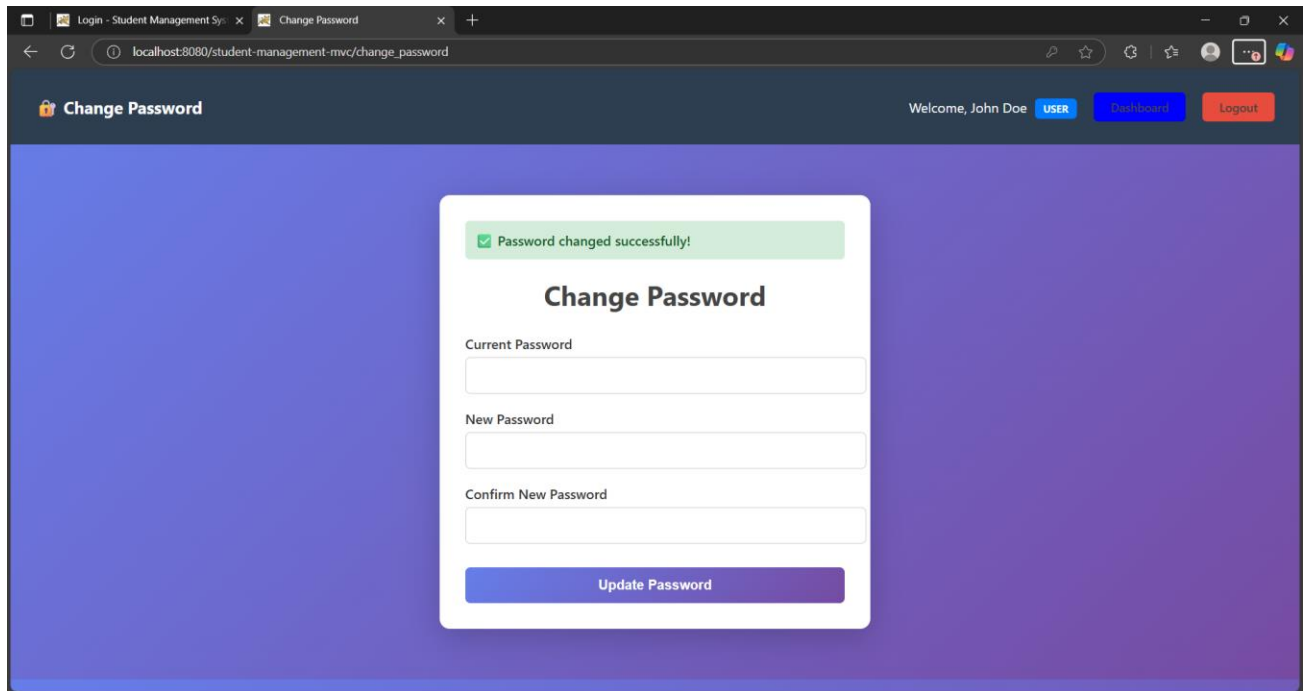 Login - Student Management Sys
Change Password
localhost:8080/student-management-mvc/change_password
Change Password
Welcome, John Doe USER Dashboard Logout
Password changed successfully!
Change Password
Current Password
New Password
Confirm New Password
Update Password